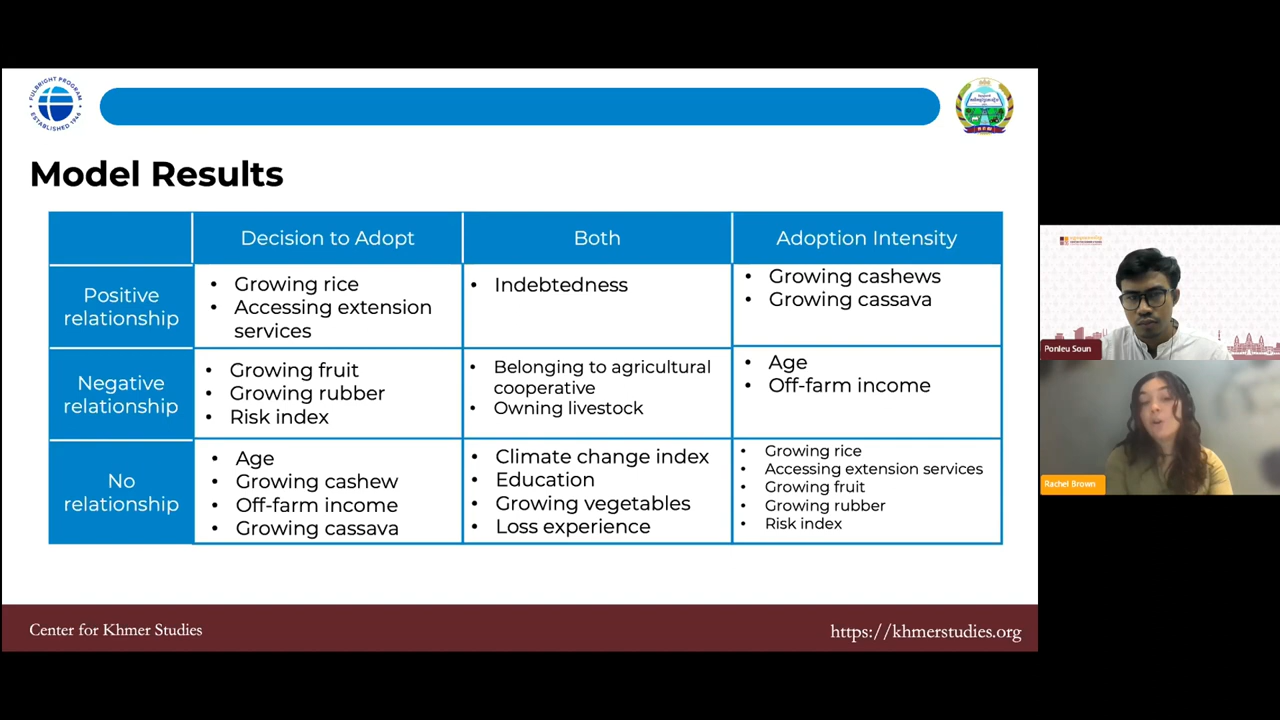 FULBRIGHT PROGRAM
ESTABLISHED 1946
Model Results
Decision to Adopt
Both
Adoption Intensity
Positive
relationship
• Growing rice
• Accessing extension
services
• Indebtedness
• Growing cashews
• Growing cassava
Negative
relationship
• Growing fruit
• Growing rubber
• Risk index
• Belonging to agricultural
cooperative
• Owning livestock
• Age
• Off-farm income
No
relationship
• Age
• Growing cashew
• Off-farm income
• Growing cassava
• Climate change index
• Education
• Growing vegetables
• Loss experience
• Growing rice
• Accessing extension services
• Growing fruit
• Growing rubber
• Risk index
Center for Khmer Studies
https://khmerstudies.org
Ponleu Soun
Rachel Brown